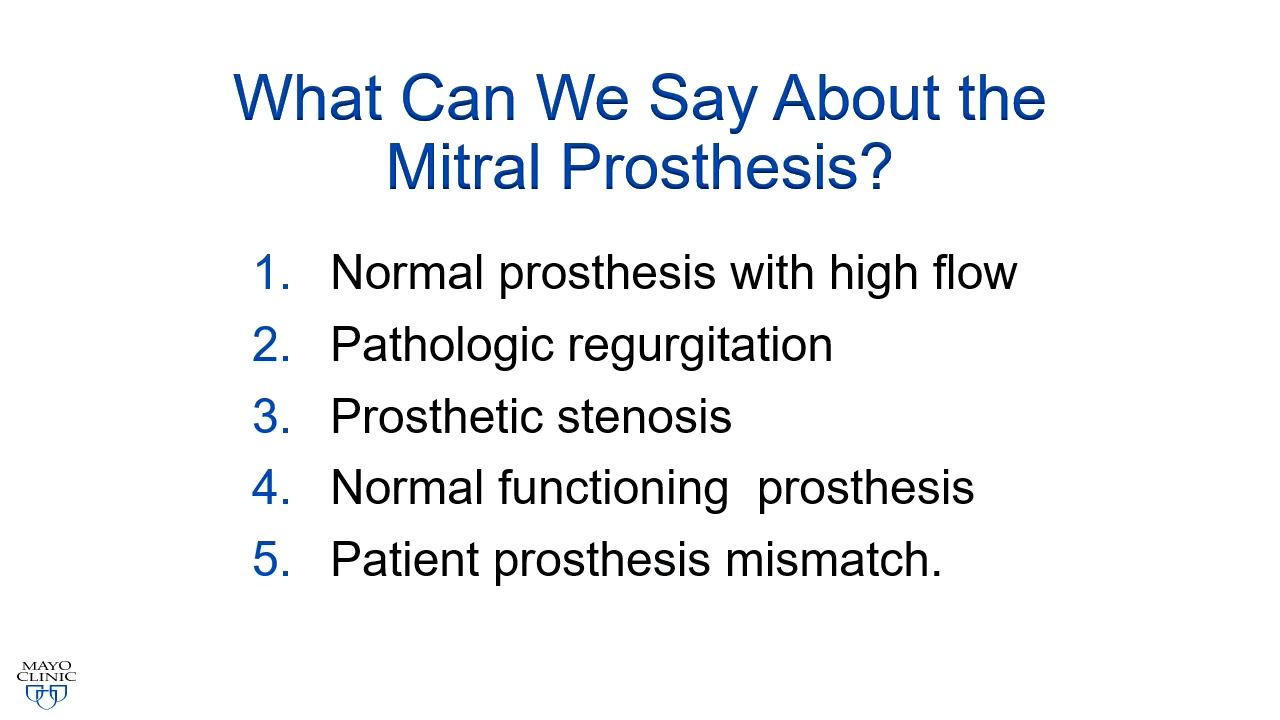 What Can We Say About the
Mitral Prosthesis?
1. Normal prosthesis with high flow
2. Pathologic regurgitation
3. Prosthetic stenosis
4. Normal functioning  prosthesis
5. Patient prosthesis mismatch.
MAYO
CLINIC